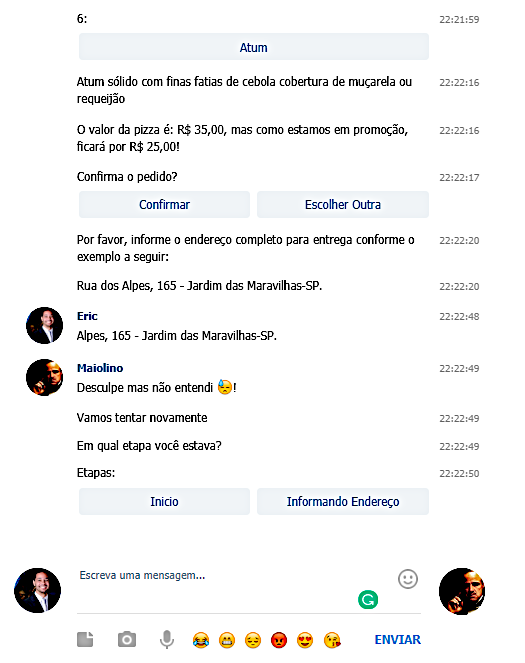 6: 22:21:59
Atum
Atum sólido com finas fatias de cebola cobertura de muçarela ou 22:22:16
requeijão
O valor da pizza é: R$ 35,00, mas como estamos em promoção, 22:22:16
ficará por R$ 25,00!
Confirma o pedido? 22:22:17
Confirmar Escolher Outra
Por favor, informe o endereço completo para entrega conforme o 22:22:20
exemplo a seguir:
Rua dos Alpes, 165 - Jardim das Maravilhas-SP. 22:22:20
Eric 22:22:48
Alpes, 165 - Jardim das Maravilhas-SP.
Maiolino 22:22:49
Desculpe mas não entendi 😓!
Vamos tentar novamente 22:22:49
Em qual etapa você estava? 22:22:49
Etapas: 22:22:50
Inicio Informando Endereço
Escreva uma mensagem...
ENVIAR